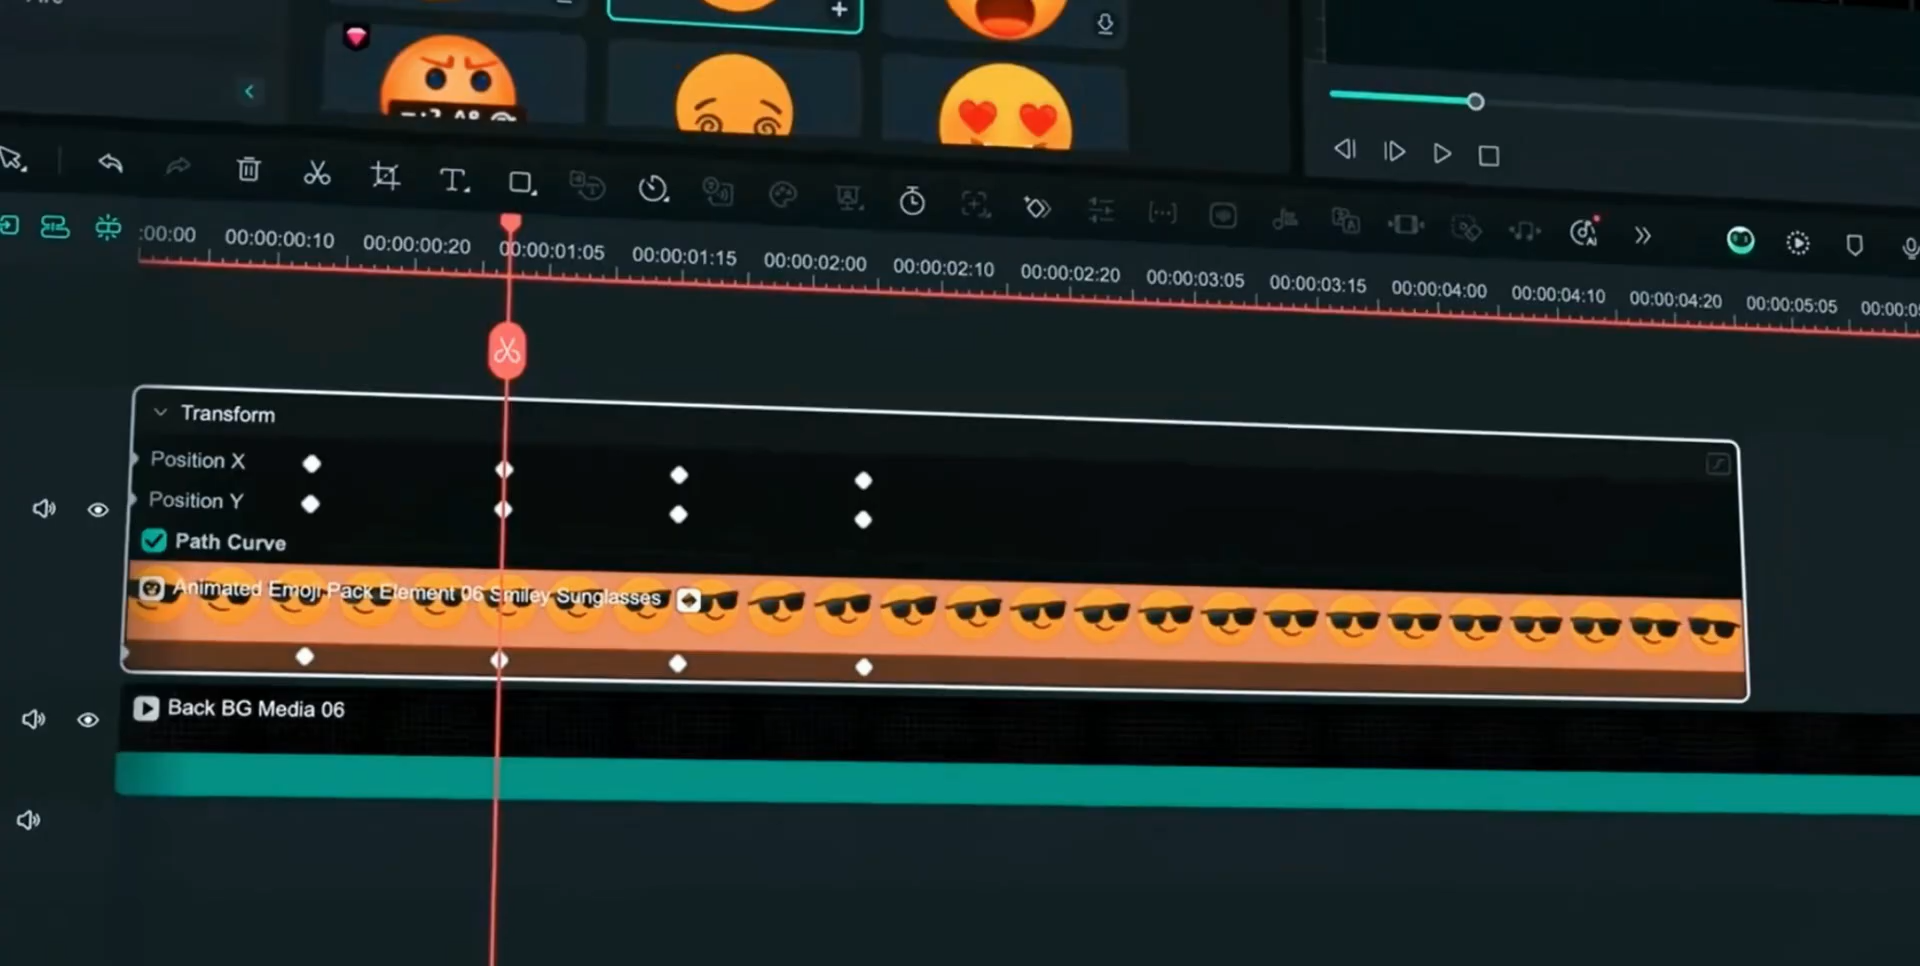 :00:00 00:00:00:10 00:00:00:20 00:00:01:05 00:00:01:15 00:00:02:00 00:00:02:10 00:00:02:20 00:00:03:05 00:00:03:15 00:00:04:00 00:00:04:10 00:00:04:20 00:00:05:05
Transform
Position X
Position Y
Path Curve
Animated Emoji Pack Element 06 Smiley Sunglasses
Back BG Media 06